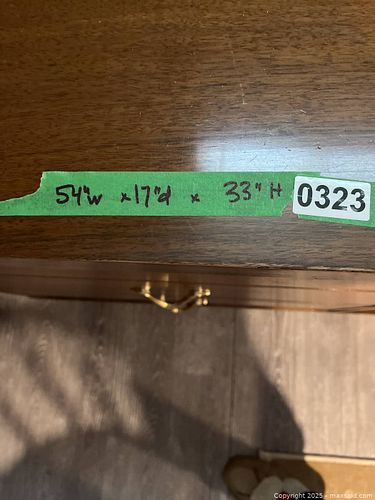 54"w x 17"d x 33" H 0323
Copyright 2025 - maxsold.com